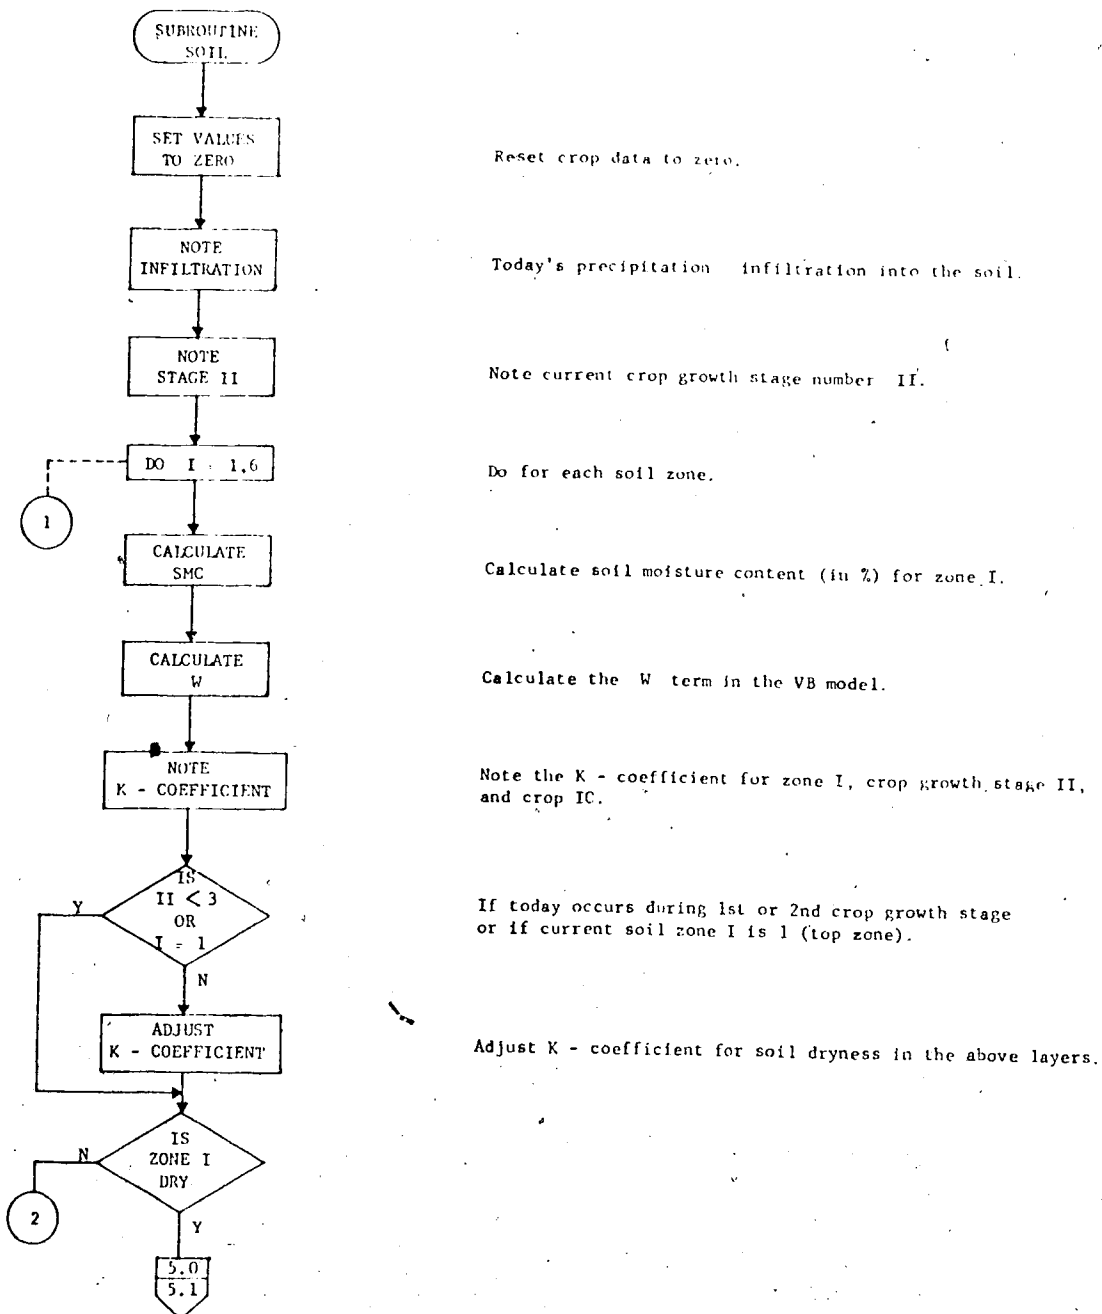 SUBROUTINE
SOIL
SET VALUES
TO ZERO
Reset crop data to zero.
NOTE
INFILTRATION
Today's precipitation infiltration into the soil.
NOTE
STAGE II
Note current crop growth stage number II.
DO I = 1,6
Do for each soil zone.
1
CALCULATE
SMC
Calculate soil moisture content (in %) for zone I.
CALCULATE
W
Calculate the W term in the VB model.
NOTE
K - COEFFICIENT
Note the K - coefficient for zone I, crop growth stage II,
and crop IC.
IS
II < 3
OR
I = 1
Y
N
If today occurs during 1st or 2nd crop growth stage
or if current soil zone I is 1 (top zone).
ADJUST
K - COEFFICIENT
Adjust K - coefficient for soil dryness in the above layers.
IS
ZONE I
DRY
N
2
Y
5.0
5.1